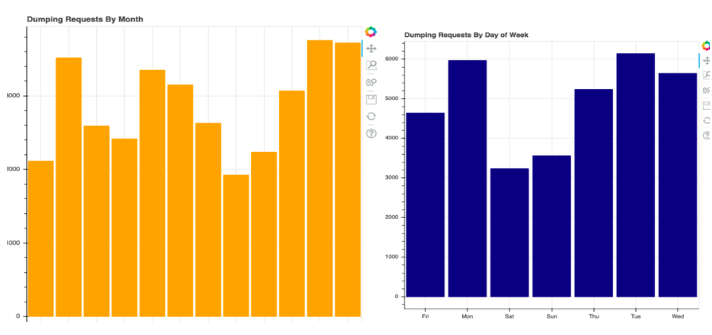 Dumping Requests By Month
0
Dumping Requests By Day of Week
6000
5000
4000
3000
2000
1000
0
Fri Mon Sat Sun Thu Tue Wed